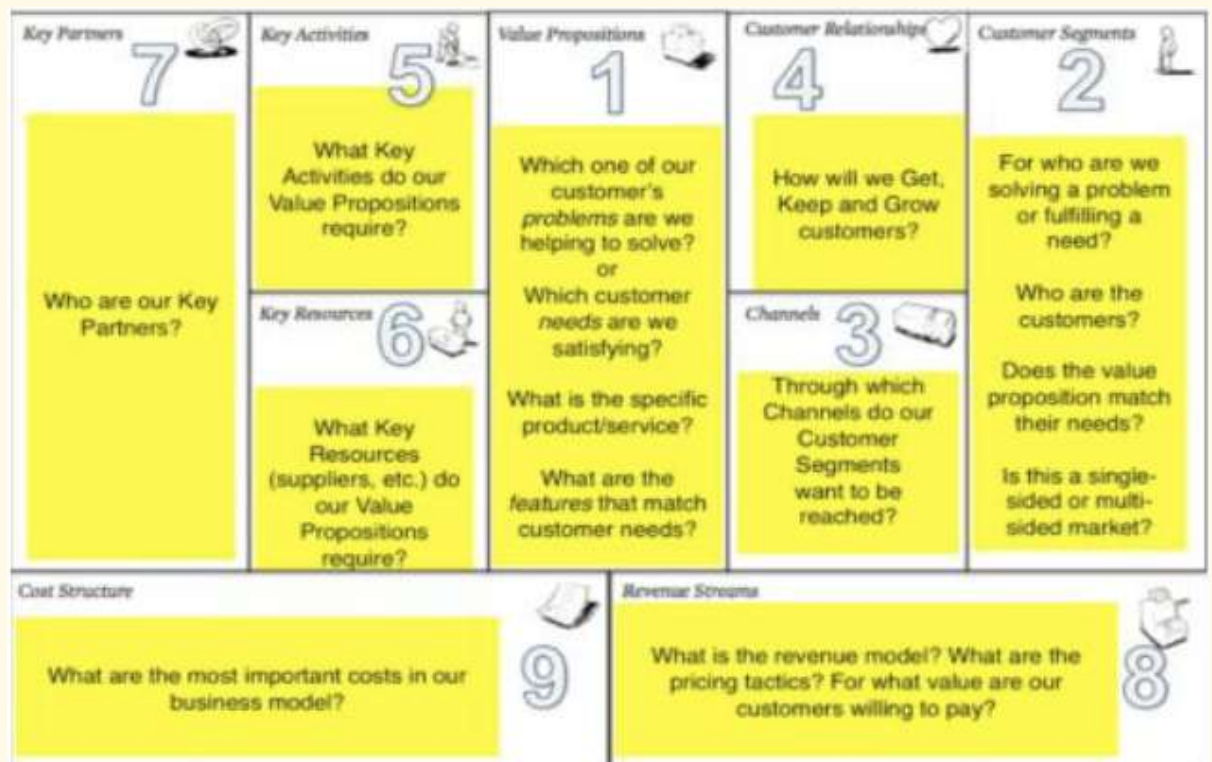 Key Partners
7
Who are our Key
Partners?
Key Activities
5
What Key
Activities do our
Value Propositions
require?
Key Resources
6
What Key
Resources
(suppliers, etc.) do
our Value
Propositions
require?
Value Propositions
1
Which one of our
customer's
problems are we
helping to solve?
or
Which customer
needs are we
satisfying?
What is the specific
product/service?
What are the
features that match
customer needs?
Customer Relationships
4
How will we Get,
Keep and Grow
customers?
Channels
3
Through which
Channels do our
Customer
Segments
want to be
reached?
Customer Segments
2
For who are we
solving a problem
or fulfilling a
need?
Who are the
customers?
Does the value
proposition match
their needs?
Is this a single-
sided or multi-
sided market?
Cost Structure
9
What are the most important costs in our
business model?
Revenue Streams
8
What is the revenue model? What are the
pricing tactics? For what value are our
customers willing to pay?